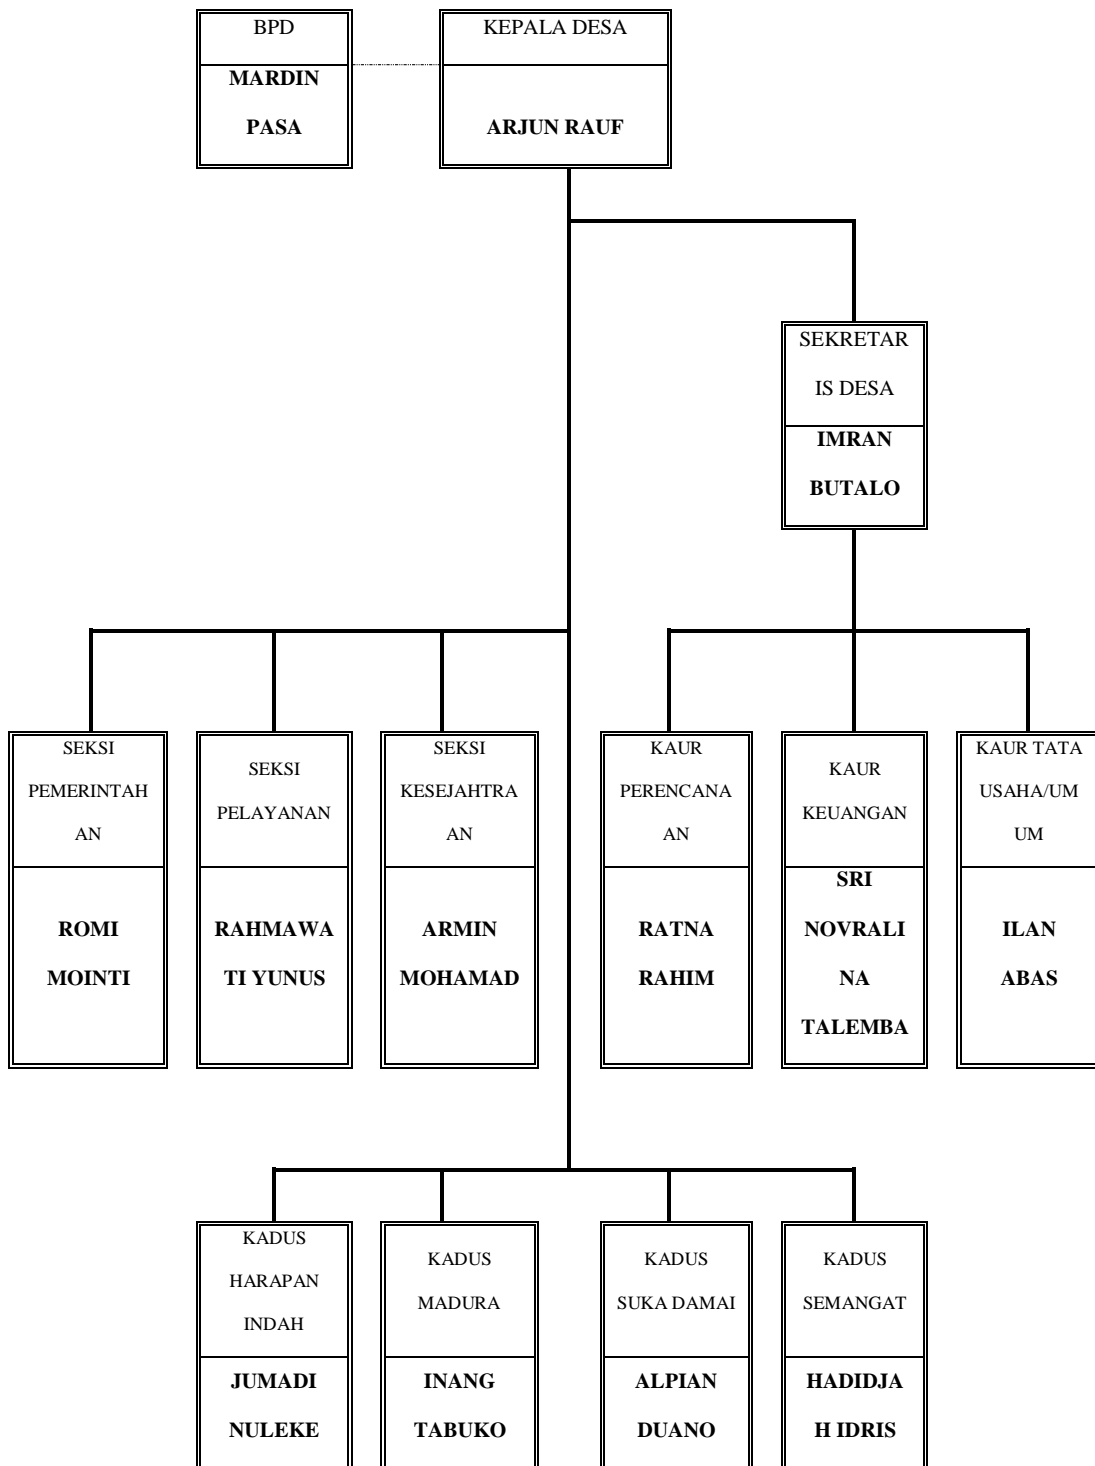 BPD
MARDIN
PASA
KEPALA DESA
ARJUN RAUF
SEKRETAR
IS DESA
IMRAN
BUTALO
SEKSI
PEMERINTAH
AN
ROMI
MOINTI
SEKSI
PELAYANAN
RAHMAWA
TI YUNUS
SEKSI
KESEJAHTRA
AN
ARMIN
MOHAMAD
KAUR
PERENCANA
AN
RATNA
RAHIM
KAUR
KEUANGAN
SRI
NOVRALI
NA
TALEMBA
KAUR TATA
USAHA/UM
UM
ILAN
ABAS
KADUS
HARAPAN
INDAH
JUMADI
NULEKE
KADUS
MADURA
INANG
TABUKO
KADUS
SUKA DAMAI
ALPIAN
DUANO
KADUS
SEMANGAT
HADIDJA
H IDRIS